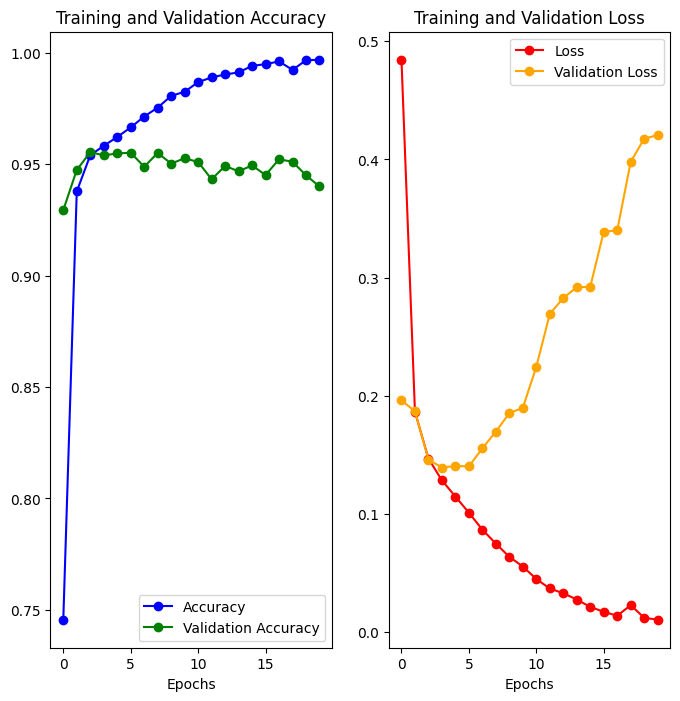 Training and Validation Accuracy
1.00
0.95
0.90
0.85
0.80
0.75
Accuracy
Validation Accuracy
0
5
10
15
Epochs
Training and Validation Loss
Loss
Validation Loss
0.5
0.4
0.3
0.2
0.1
0.0
0
5
10
15
Epochs